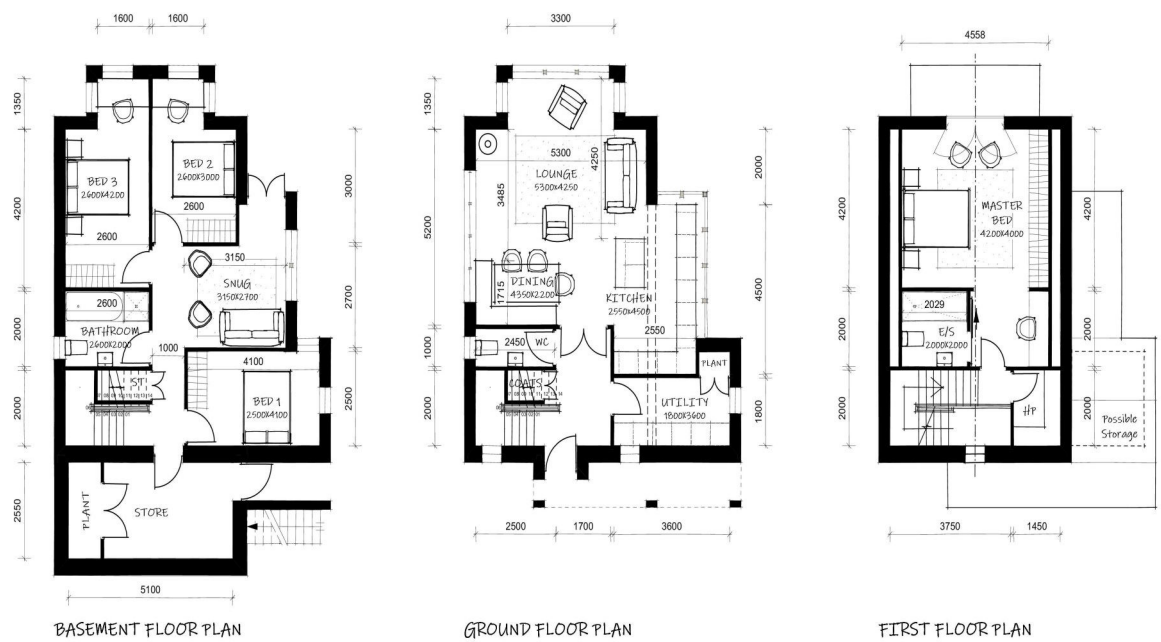 1600
1600
1350
4200
2000
2000
2550
3000
2700
2500
BED 3
2600X4200
BED 2
2600X3000
2600
2600
3150
SNUG
3150X2700
2600
BATHROOM
2600X2000
1000
4100
ST
BED 1
2500X4100
PLANT
STORE
5100
BASEMENT FLOOR PLAN
3300
1350
5200
1000
2000
2000
4500
1800
5300
4250
LOUNGE
5300X4250
3485
DINING
4350X2200
1715
KITCHEN
2550X4500
2550
2450
WC
PLANT
COATS
UTILITY
1800X3600
2500
1700
3600
GROUND FLOOR PLAN
4558
4200
2000
2000
4200
2000
2000
MASTER
BED
4200X4000
2029
E/S
2000X2000
HP
Possible
Storage
3750
1450
FIRST FLOOR PLAN